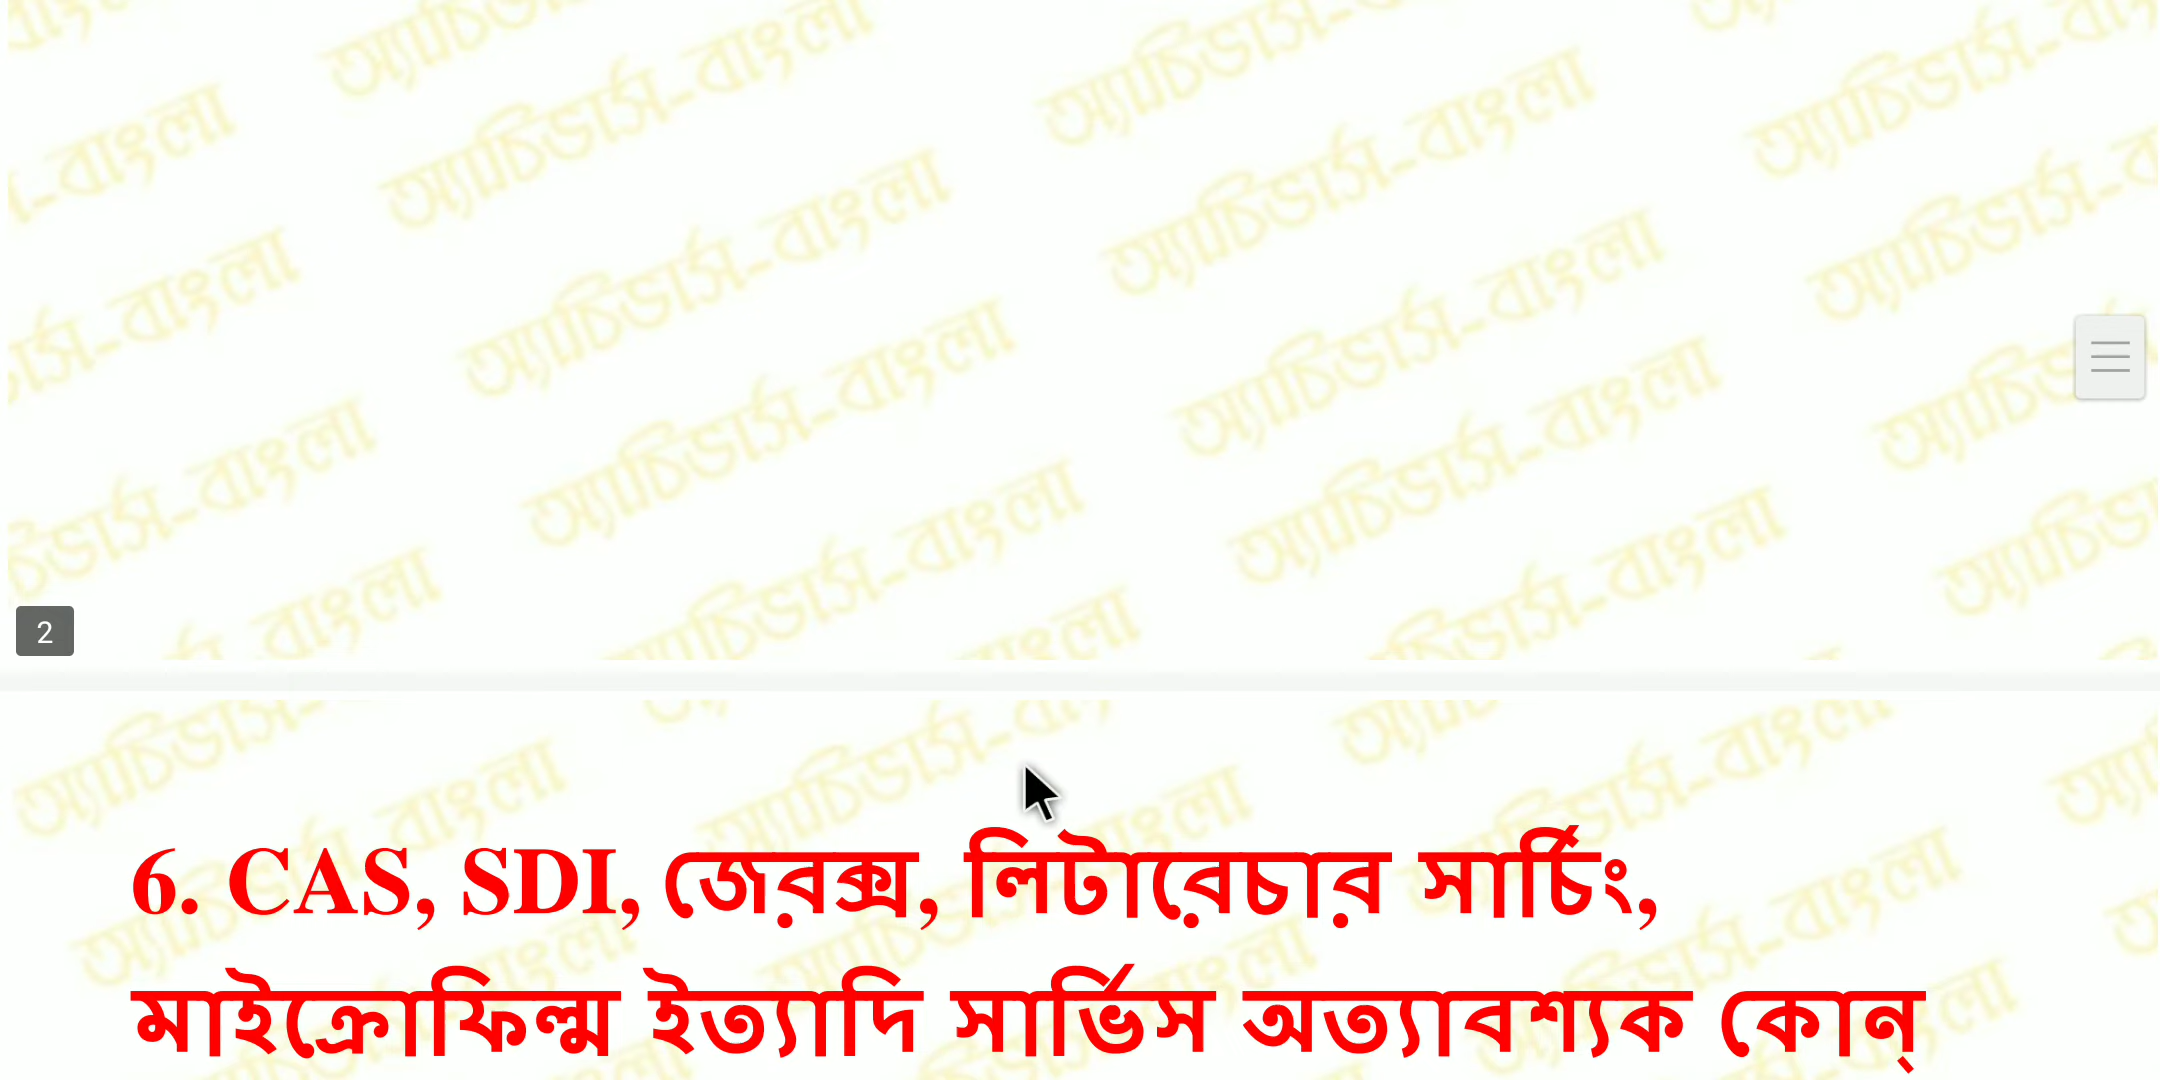 2
6. CAS, SDI, জেরক্স, লিটারেচার সার্চিং,
মাইক্রোফিল্ম ইত্যাদি সার্ভিস অত্যাবশ্যক কোন্